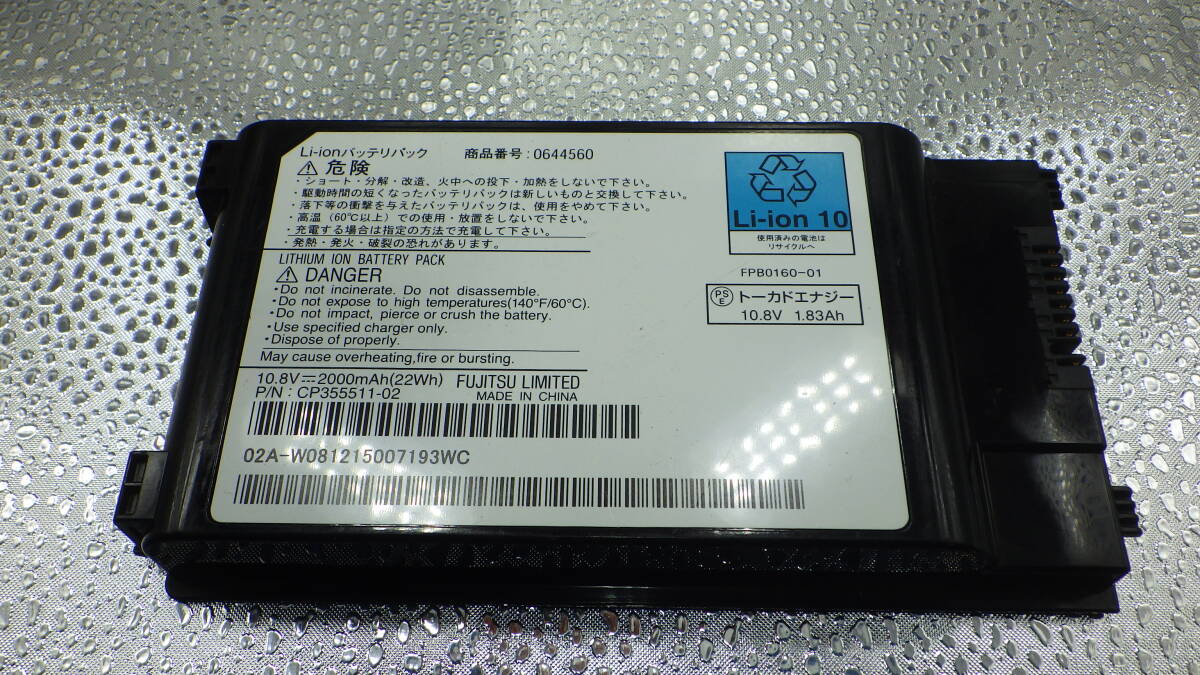 Li-ionバッテリパック 商品番号:0644560
⚠ 危険
・ショート・分解・改造、火中への投下・加熱をしないで下さい。
・駆動時間の短くなったバッテリパックは新しいものと交換して下さい。
・落下等の衝撃を与えたバッテリパックは、使用をやめて下さい。
・高温(60℃以上)での使用・放置をしないで下さい。
・充電する場合は指定の方法で充電して下さい。
・発熱・発火・破裂の恐れがあります。
LITHIUM ION BATTERY PACK
⚠ DANGER
・Do not incinerate. Do not disassemble.
・Do not expose to high temperatures(140°F/60°C).
・Do not impact, pierce or crush the battery.
・Use specified charger only.
・Dispose of properly.
May cause overheating,fire or bursting.
10.8V⎓2000mAh(22Wh) FUJITSU LIMITED
P/N : CP355511-02 MADE IN CHINA
02A-W081215007193WC
Li-ion 10
使用済みの電池は
リサイクルへ
FPB0160-01
PSE トーカドエナジー
10.8V 1.83Ah